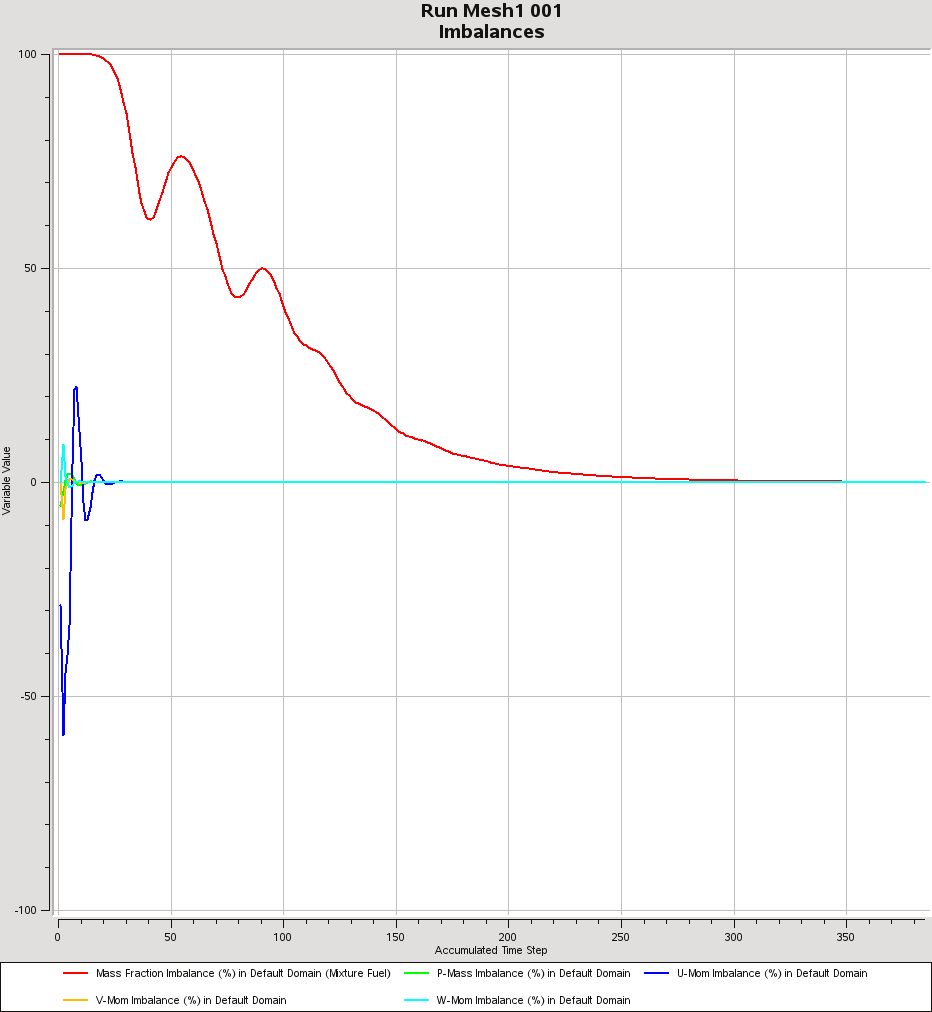 Run Mesh1 001
Imbalances
100
50
0
-50
-100
Variable Value
0 50 100 150 200 250 300 350
Accumulated Time Step
Mass Fraction Imbalance (%) in Default Domain (Mixture Fuel) P-Mass Imbalance (%) in Default Domain U-Mom Imbalance (%) in Default Domain
V-Mom Imbalance (%) in Default Domain W-Mom Imbalance (%) in Default Domain